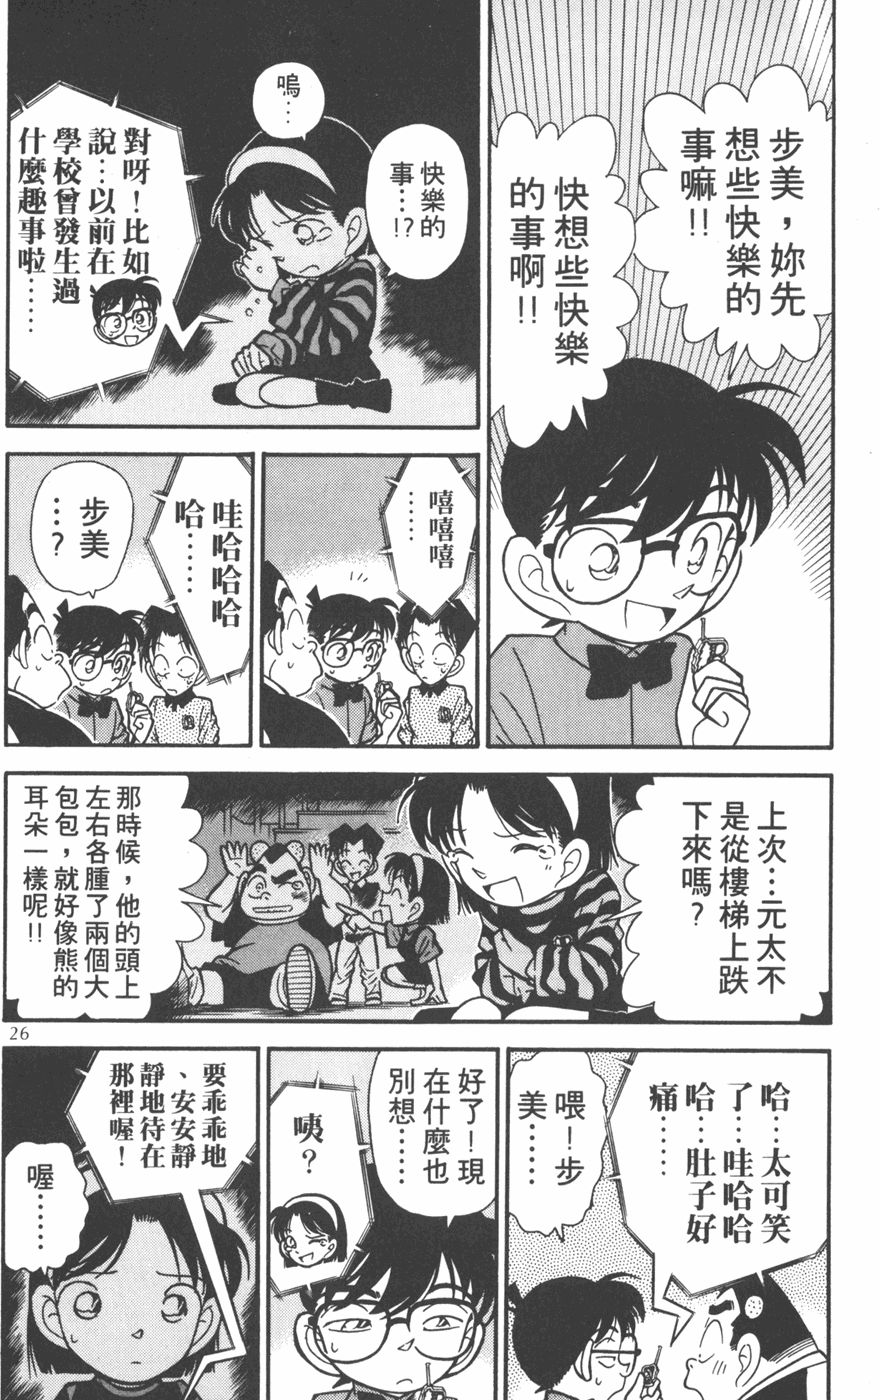 步美，妳先
想些快樂的
事嘛!!
快想些快樂
的事啊!!
快樂的
事…!?
嗚
…
對呀！比如
說…以前在
學校曾發生過
什麼趣事啦……
嘻嘻嘻
……
哇哈哈哈
哈……
步美
…？
上次…元太不
是從樓梯上跌
下來嗎？
那時候，他的頭上
左右各腫了兩個大
包包，就好像熊的
耳朵一樣呢!!
26
哈…太可笑
了…哇哈哈
哈…肚子好
痛……
喂！步
美……
好了！現
在什麼也
別想……
咦？
要乖乖地
、安安靜
靜地待在
那裡喔！
喔……